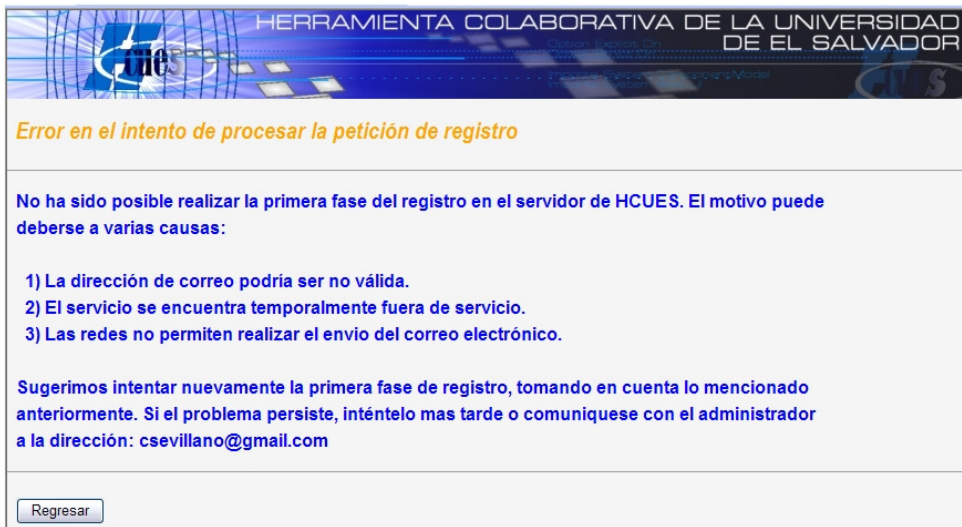 HERRAMIENTA COLABORATIVA DE LA UNIVERSIDAD
DE EL SALVADOR
cues
Error en el intento de procesar la petición de registro
No ha sido posible realizar la primera fase del registro en el servidor de HCUES. El motivo puede
deberse a varias causas:
1) La dirección de correo podría ser no válida.
2) El servicio se encuentra temporalmente fuera de servicio.
3) Las redes no permiten realizar el envio del correo electrónico.
Sugerimos intentar nuevamente la primera fase de registro, tomando en cuenta lo mencionado
anteriormente. Si el problema persiste, inténtelo mas tarde o comuniquese con el administrador
a la dirección: csevillano@gmail.com
Regresar